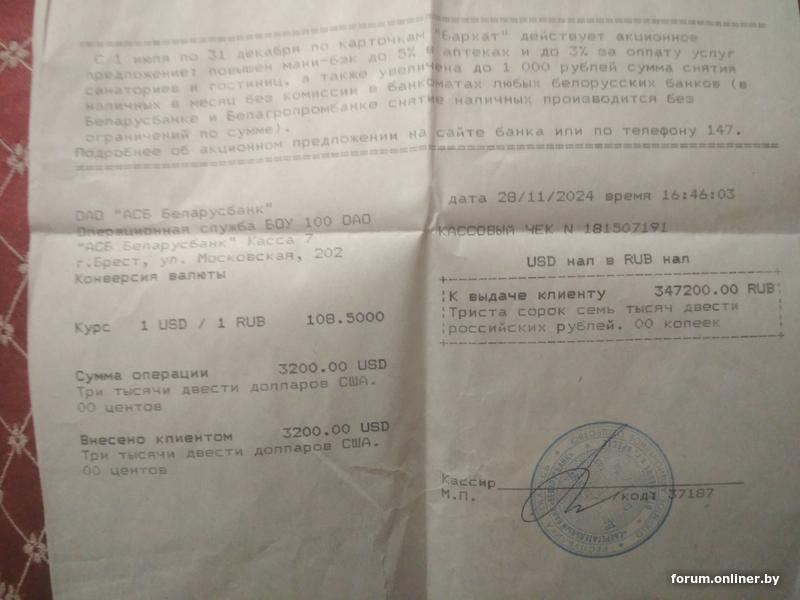 С 1 июля по 31 декабря по карточкам "Бархат" действует акционное
предложение: повышен мани-бэк до 5% в аптеках и до 3% за оплату услуг
санаториев и гостиниц, а также увеличена до 1 000 рублей сумма снятия
наличных в месяц без комиссии в банкоматах любых белорусских банков (в
Беларусбанке и Белагропромбанке снятие наличных производится без
ограничений по сумме).
Подробнее об акционном предложении на сайте банка или по телефону 147.
ОАО "АСБ Беларусбанк"
Операционная служба БОУ 100 ОАО
"АСБ Беларусбанк" Касса 7
г.Брест, ул. Московская, 202
Конверсия валюты
Курс 1 USD / 1 RUB 108.5000
Сумма операции 3200.00 USD
Три тысячи двести долларов США.
00 центов
Внесено клиентом 3200.00 USD
Три тысячи двести долларов США.
00 центов
дата 28/11/2024 время 16:46:03
КАССОВЫЙ ЧЕК N 181507191
USD нал в RUB нал
К выдаче клиенту 347200.00 RUB
Триста сорок семь тысяч двести
российских рублей. 00 копеек
Кассир
М.П. /код: 37187
forum.onliner.by